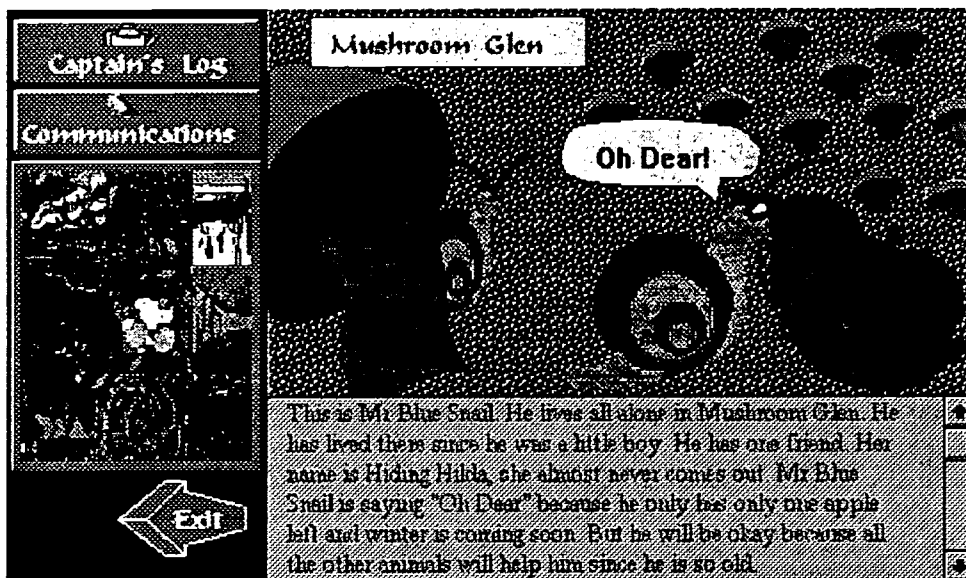 Captain's Log
Communications
Exit
Mushroom Glen
Oh Dear!
This is Mr Blue Snail. He lives all alone in Mushroom Glen. He
has lived there since he was a little boy. He has one friend. Her
name is Hiding Hilda, she almost never comes out. Mr Blue
Snail is saying "Oh Dear" because he only has only one apple
left and winter is coming soon. But he will be okay because all
the other animals will help him since he is so old.